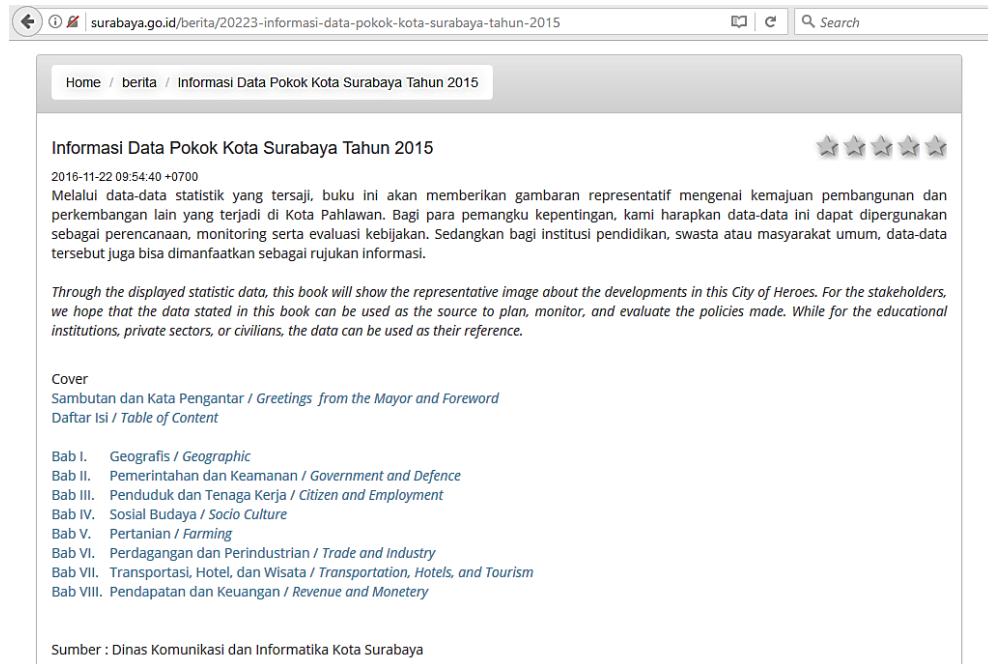 surabaya.go.id/berita/20223-informasi-data-pokok-kota-surabaya-tahun-2015
Search
Home / berita / Informasi Data Pokok Kota Surabaya Tahun 2015
Informasi Data Pokok Kota Surabaya Tahun 2015
2016-11-22 09:54:40 +0700
Melalui data-data statistik yang tersaji, buku ini akan memberikan gambaran representatif mengenai kemajuan pembangunan dan
perkembangan lain yang terjadi di Kota Pahlawan. Bagi para pemangku kepentingan, kami harapkan data-data ini dapat dipergunakan
sebagai perencanaan, monitoring serta evaluasi kebijakan. Sedangkan bagi institusi pendidikan, swasta atau masyarakat umum, data-data
tersebut juga bisa dimanfaatkan sebagai rujukan informasi.
Through the displayed statistic data, this book will show the representative image about the developments in this City of Heroes. For the stakeholders,
we hope that the data stated in this book can be used as the source to plan, monitor, and evaluate the policies made. While for the educational
institutions, private sectors, or civilians, the data can be used as their reference.
Cover
Sambutan dan Kata Pengantar / Greetings from the Mayor and Foreword
Daftar Isi / Table of Content
Bab I. Geografis / Geographic
Bab II. Pemerintahan dan Keamanan / Government and Defence
Bab III. Penduduk dan Tenaga Kerja / Citizen and Employment
Bab IV. Sosial Budaya / Socio Culture
Bab V. Pertanian / Farming
Bab VI. Perdagangan dan Perindustrian / Trade and Industry
Bab VII. Transportasi, Hotel, dan Wisata / Transportation, Hotels, and Tourism
Bab VIII. Pendapatan dan Keuangan / Revenue and Monetery
Sumber : Dinas Komunikasi dan Informatika Kota Surabaya